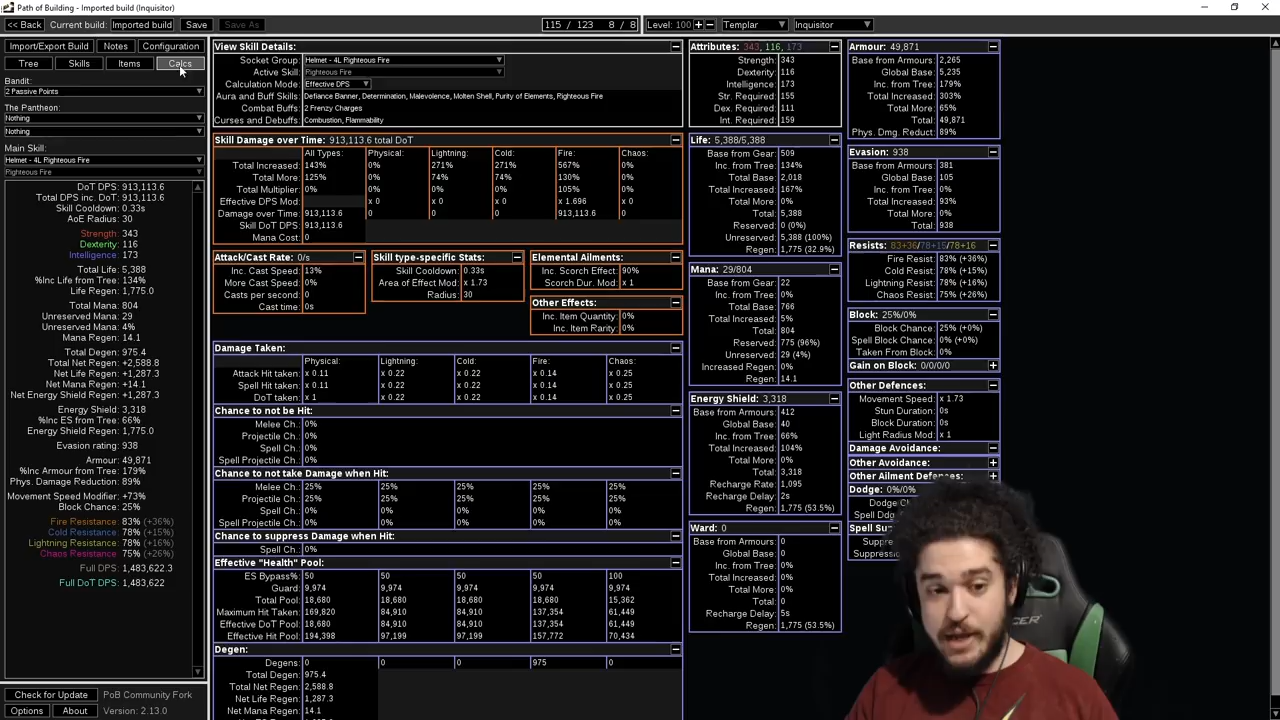 Path of Building - Imported build (Inquisitor)
<< Back Current build: Imported build Save Save As 115 / 123 8 / 8 Level: 100 + - Templar Inquisitor
Import/Export Build Notes Configuration
Tree Skills Items Calcs
Bandit:
2 Passive Points
The Pantheon:
Nothing
Nothing
Main Skill:
Helmet - 4L Righteous Fire
Righteous Fire
DoT DPS: 913,113.6
Total DPS inc. DoT: 913,113.6
Skill Cooldown: 0.33s
AoE Radius: 30
Strength: 343
Dexterity: 116
Intelligence: 173
Total Life: 5,388
%Inc Life from Tree: 134%
Life Regen: 1,775.0
Total Mana: 804
Unreserved Mana: 29
Unreserved Mana: 4%
Mana Regen: 14.1
Total Degen: 975.4
Total Net Regen: +2,588.8
Net Life Regen: +1,287.3
Net Mana Regen: +14.1
Net Energy Shield Regen: +1,287.3
Energy Shield: 3,318
%Inc ES from Tree: 66%
Energy Shield Regen: 1,775.0
Evasion rating: 938
Armour: 49,871
%Inc Armour from Tree: 179%
Phys. Damage Reduction: 89%
Movement Speed Modifier: +73%
Block Chance: 25%
Fire Resistance: 83% (+36%)
Cold Resistance: 78% (+15%)
Lightning Resistance: 78% (+16%)
Chaos Resistance: 75% (+26%)
Full DPS: 1,483,622.3
Full DoT DPS: 1,483,622
Check for Update PoB Community Fork
Options About Version: 2.13.0
View Skill Details:
Socket Group: Helmet - 4L Righteous Fire
Active Skill: Righteous Fire
Calculation Mode: Effective DPS
Aura and Buff Skills: Defiance Banner, Determination, Malevolence, Molten Shell, Purity of Elements, Righteous Fire
Combat Buffs: 2 Frenzy Charges
Curses and Debuffs: Combustion, Flammability
Skill Damage over Time: 913,113.6 total DoT
All Types: Physical: Lightning: Cold: Fire: Chaos:
Total Increased: 143% 0% 271% 271% 567% 0%
Total More: 125% 0% 74% 74% 130% 0%
Total Multiplier: 0% 0% 0% 0% 105% 0%
Effective DPS Mod: x 0 x 0 x 0 x 1.696 x 0
Damage over Time: 913,113.6 0 0 0 913,113.6 0
Skill DoT DPS: 913,113.6
Mana Cost: 0
Attack/Cast Rate: 0/s
Inc. Cast Speed: 13%
More Cast Speed: 0%
Casts per second: 0
Cast time: 0s
Skill type-specific Stats:
Skill Cooldown: 0.33s
Area of Effect Mod: x 1.73
Radius: 30
Elemental Ailments:
Inc. Scorch Effect: 90%
Scorch Dur. Mod: x 1
Other Effects:
Inc. Item Quantity: 0%
Inc. Item Rarity: 0%
Damage Taken:
Physical: Lightning: Cold: Fire: Chaos:
Attack Hit taken: x 0.11 x 0.22 x 0.22 x 0.14 x 0.25
Spell Hit taken: x 0.11 x 0.22 x 0.22 x 0.14 x 0.25
DoT taken: x 1 x 0.22 x 0.22 x 0.14 x 0.25
Chance to not be Hit:
Melee Ch.: 0%
Projectile Ch.: 0%
Spell Ch.: 0%
Spell Projectile Ch.: 0%
Chance to not take Damage when Hit:
Melee Ch.: 25% 25% 25% 25% 25%
Projectile Ch.: 25% 25% 25% 25% 25%
Spell Ch.: 0% 0% 0% 0% 0%
Spell Projectile Ch.: 0% 0% 0% 0% 0%
Chance to suppress Damage when Hit:
Spell Ch.: 0%
Effective "Health" Pool:
ES Bypass%: 50 50 50 50 100
Guard: 9,974 9,974 9,974 9,974 9,974
Total Pool: 18,680 18,680 18,680 18,680 15,362
Maximum Hit Taken: 169,820 84,910 84,910 137,354 61,449
Effective DoT Pool: 18,680 84,910 84,910 137,354 61,449
Effective Hit Pool: 194,398 97,199 97,199 157,772 70,434
Degen:
Degens: 0 0 0 975 0
Total Degen: 975.4
Total Net Regen: 2,588.8
Net Life Regen: 1,287.3
Net Mana Regen: 14.1
Attributes: 343, 116, 173
Strength: 343
Dexterity: 116
Intelligence: 173
Str. Required: 155
Dex. Required: 111
Int. Required: 159
Life: 5,388/5,388
Base from Gear: 509
Inc. from Tree: 134%
Total Base: 2,018
Total Increased: 167%
Total More: 0%
Total: 5,388
Reserved: 0 (0%)
Unreserved: 5,388 (100%)
Regen: 1,775 (32.9%)
Mana: 29/804
Base from Gear: 22
Inc. from Tree: 0%
Total Base: 766
Total Increased: 5%
Total: 804
Reserved: 775 (96%)
Unreserved: 29 (4%)
Increased Regen: 0%
Regen: 14.1
Energy Shield: 3,318
Base from Armours: 412
Global Base: 40
Inc. from Tree: 66%
Total Increased: 104%
Total More: 0%
Total: 3,318
Recharge Rate: 1,095
Recharge Delay: 2s
Regen: 1,775 (53.5%)
Ward: 0
Base from Armours: 0
Global Base: 0
Inc. from Tree: 0%
Total Increased: 0%
Total More: 0%
Total: 0
Recharge Delay: 5s
Regen: 1,775 (53.5%)
Armour: 49,871
Base from Armours: 2,265
Global Base: 5,235
Inc. from Tree: 179%
Total Increased: 303%
Total More: 65%
Total: 49,871
Phys. Dmg. Reduct: 89%
Evasion: 938
Base from Armours: 381
Global Base: 105
Inc. from Tree: 0%
Total Increased: 93%
Total More: 0%
Total: 938
Resists: 83+36/78+15/78+16
Fire Resist: 83% (+36%)
Cold Resist: 78% (+15%)
Lightning Resist: 78% (+16%)
Chaos Resist: 75% (+26%)
Block: 25%/0%
Block Chance: 25% (+0%)
Spell Block Chance: 0% (+0%)
Taken From Block: 0%
Gain on Block: 0/0/0/0
Other Defences:
Movement Speed: x 1.73
Stun Duration: 0s
Block Duration: 0s
Light Radius Mod: x 1
Damage Avoidance:
Other Avoidance:
Other Ailment Defences:
Dodge: 0%/0%